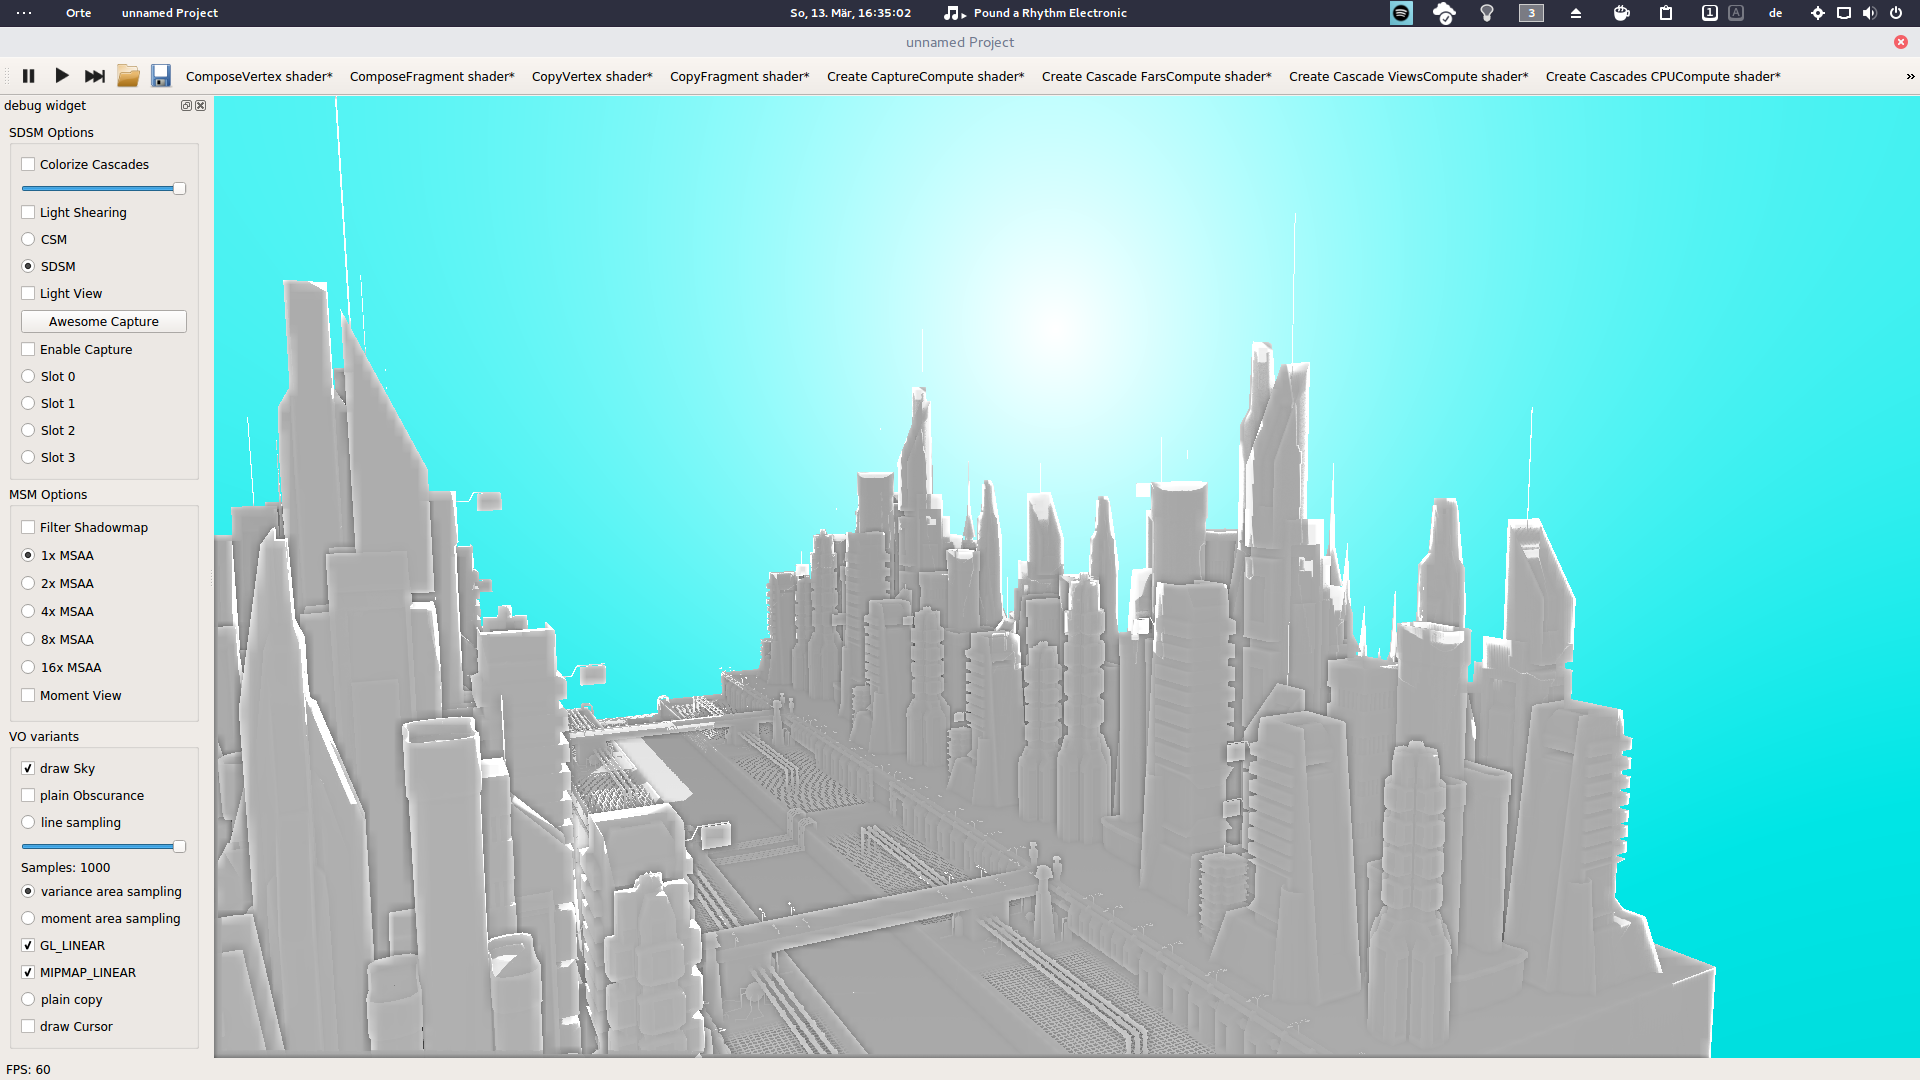 Orte unnamed Project So, 13. Mär, 16:35:02 Pound a Rhythm Electronic 3 1 A de
unnamed Project
ComposeVertex shader* ComposeFragment shader* CopyVertex shader* CopyFragment shader* Create CaptureCompute shader* Create Cascade FarsCompute shader* Create Cascade ViewsCompute shader* Create Cascades CPUCompute shader* »
debug widget
SDSM Options
Colorize Cascades
Light Shearing
CSM
SDSM
Light View
Awesome Capture
Enable Capture
Slot 0
Slot 1
Slot 2
Slot 3
MSM Options
Filter Shadowmap
1x MSAA
2x MSAA
4x MSAA
8x MSAA
16x MSAA
Moment View
VO variants
draw Sky
plain Obscurance
line sampling
Samples: 1000
variance area sampling
moment area sampling
GL_LINEAR
MIPMAP_LINEAR
plain copy
draw Cursor
FPS: 60